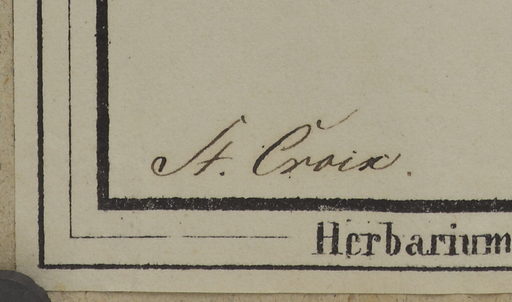 St. Croix.
Herbarium